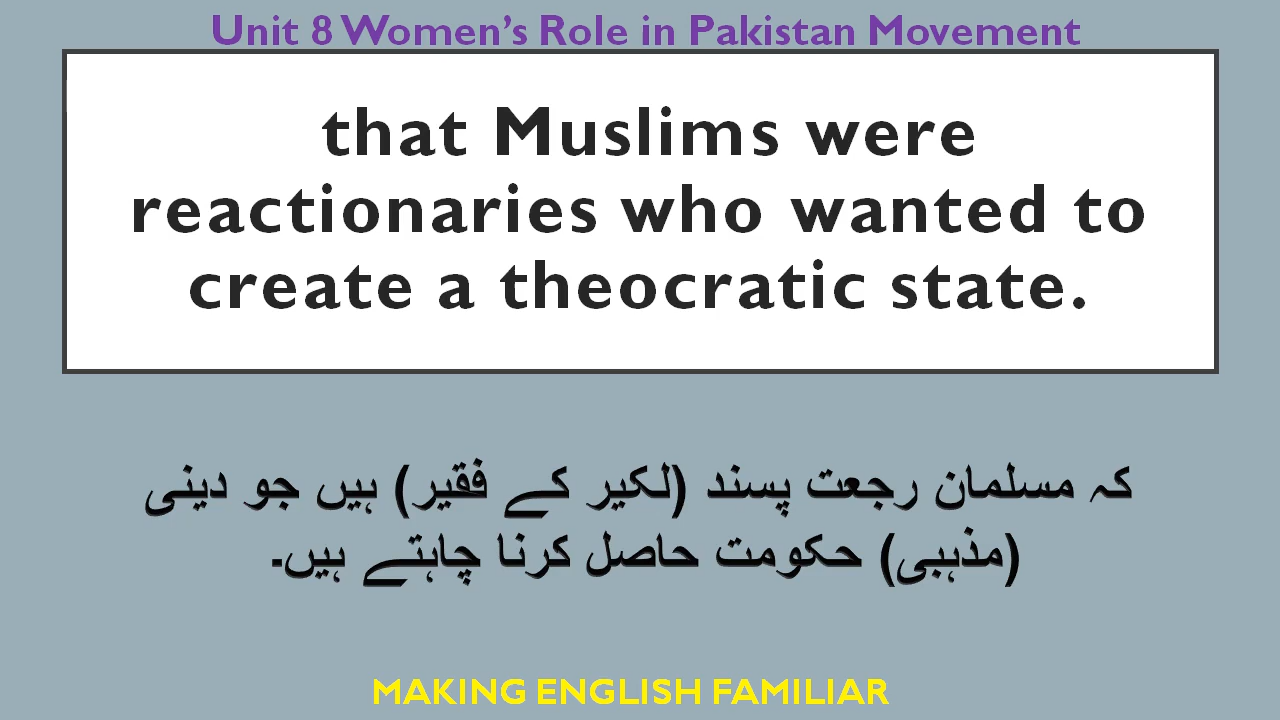 Unit 8 Women's Role in Pakistan Movement
that Muslims were
reactionaries who wanted to
create a theocratic state.
کہ مسلمان رجعت پسند (لکیر کے فقیر) ہیں جو دینی
(مذہبی) حکومت حاصل کرنا چاہتے ہیں۔
MAKING ENGLISH FAMILIAR